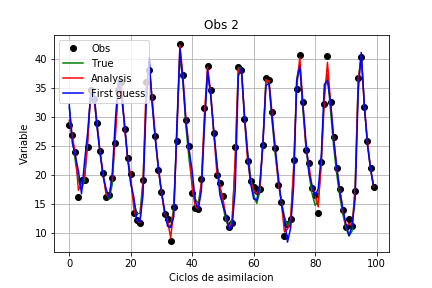 Obs 2
Obs
True
Analysis
First guess
Variable
40
35
30
25
20
15
10
0 20 40 60 80 100
Ciclos de asimilacion